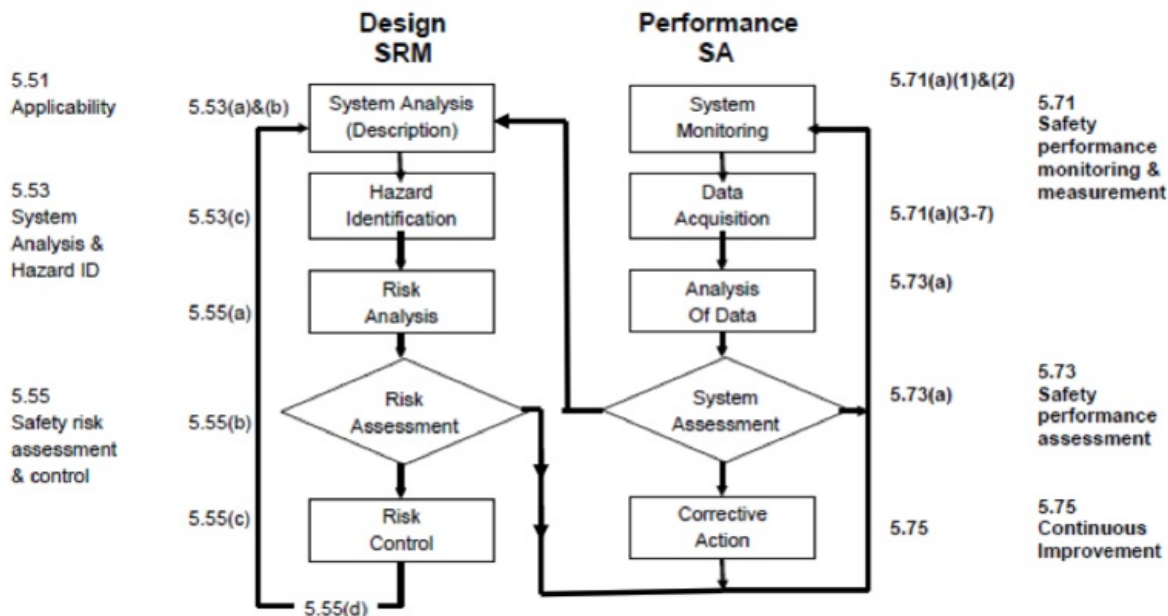 Design
SRM
Performance
SA
5.51
Applicability
5.53(a)&(b)
System Analysis
(Description)
System
Monitoring
5.71(a)(1)&(2)
5.71
Safety
performance
monitoring &
measurement
5.53
System
Analysis &
Hazard ID
5.53(c)
Hazard
Identification
Data
Acquisition
5.71(a)(3-7)
5.55(a)
Risk
Analysis
Analysis
Of Data
5.73(a)
5.55
Safety risk
assessment
& control
5.55(b)
Risk
Assessment
System
Assessment
5.73(a)
5.73
Safety
performance
assessment
5.55(c)
Risk
Control
Corrective
Action
5.75
5.75
Continuous
Improvement
5.55(d)